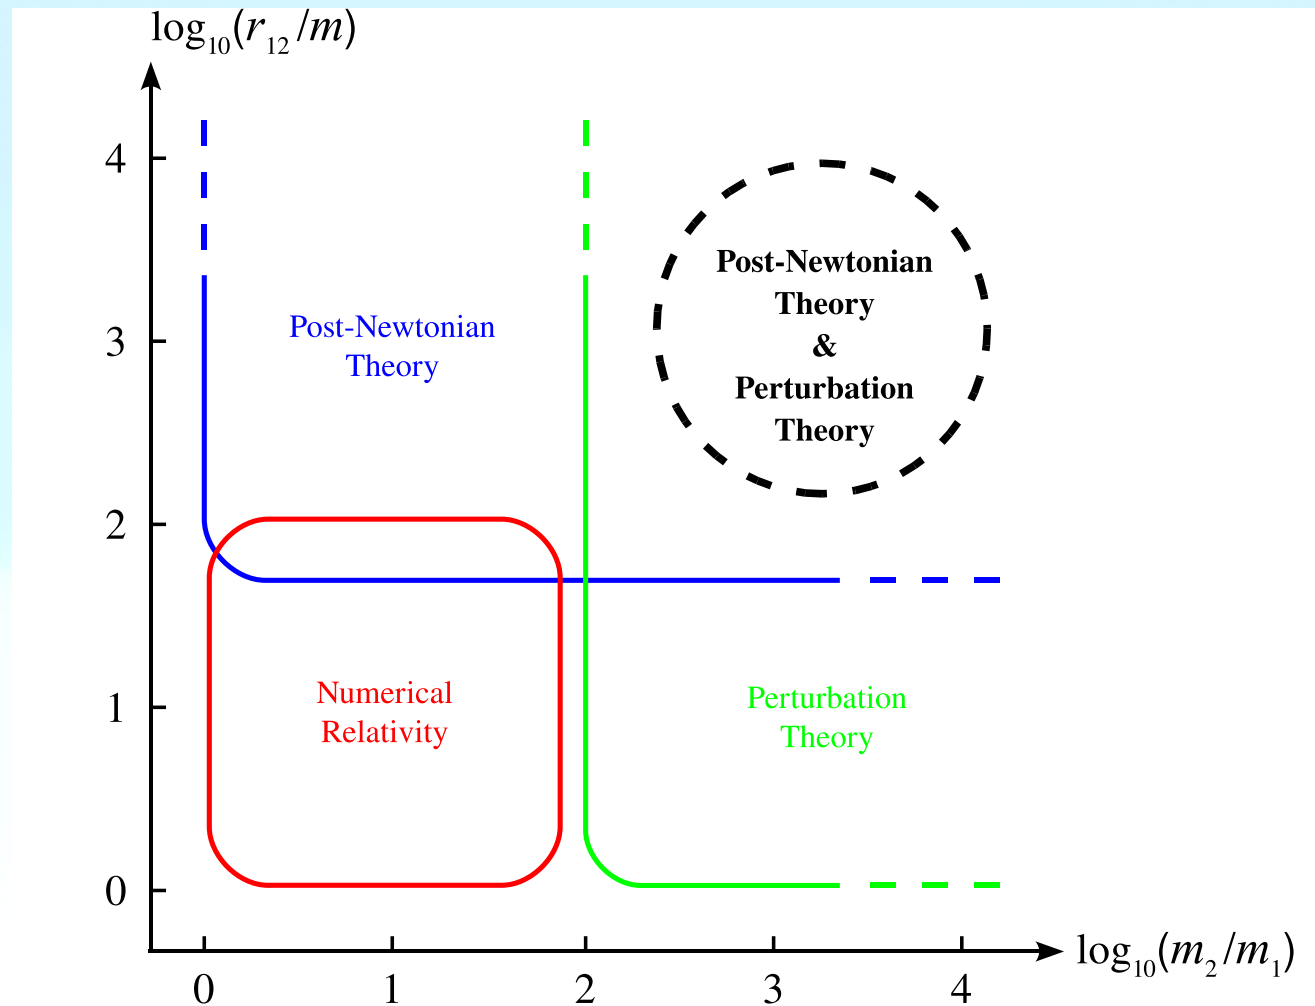 log₁₀(r₁₂/m)
4
Post-Newtonian
Theory
&
Perturbation
Theory
Post-Newtonian
Theory
3
2
Numerical
Relativity
Perturbation
Theory
1
0
log₁₀(m₂/m₁)
0 1 2 3 4